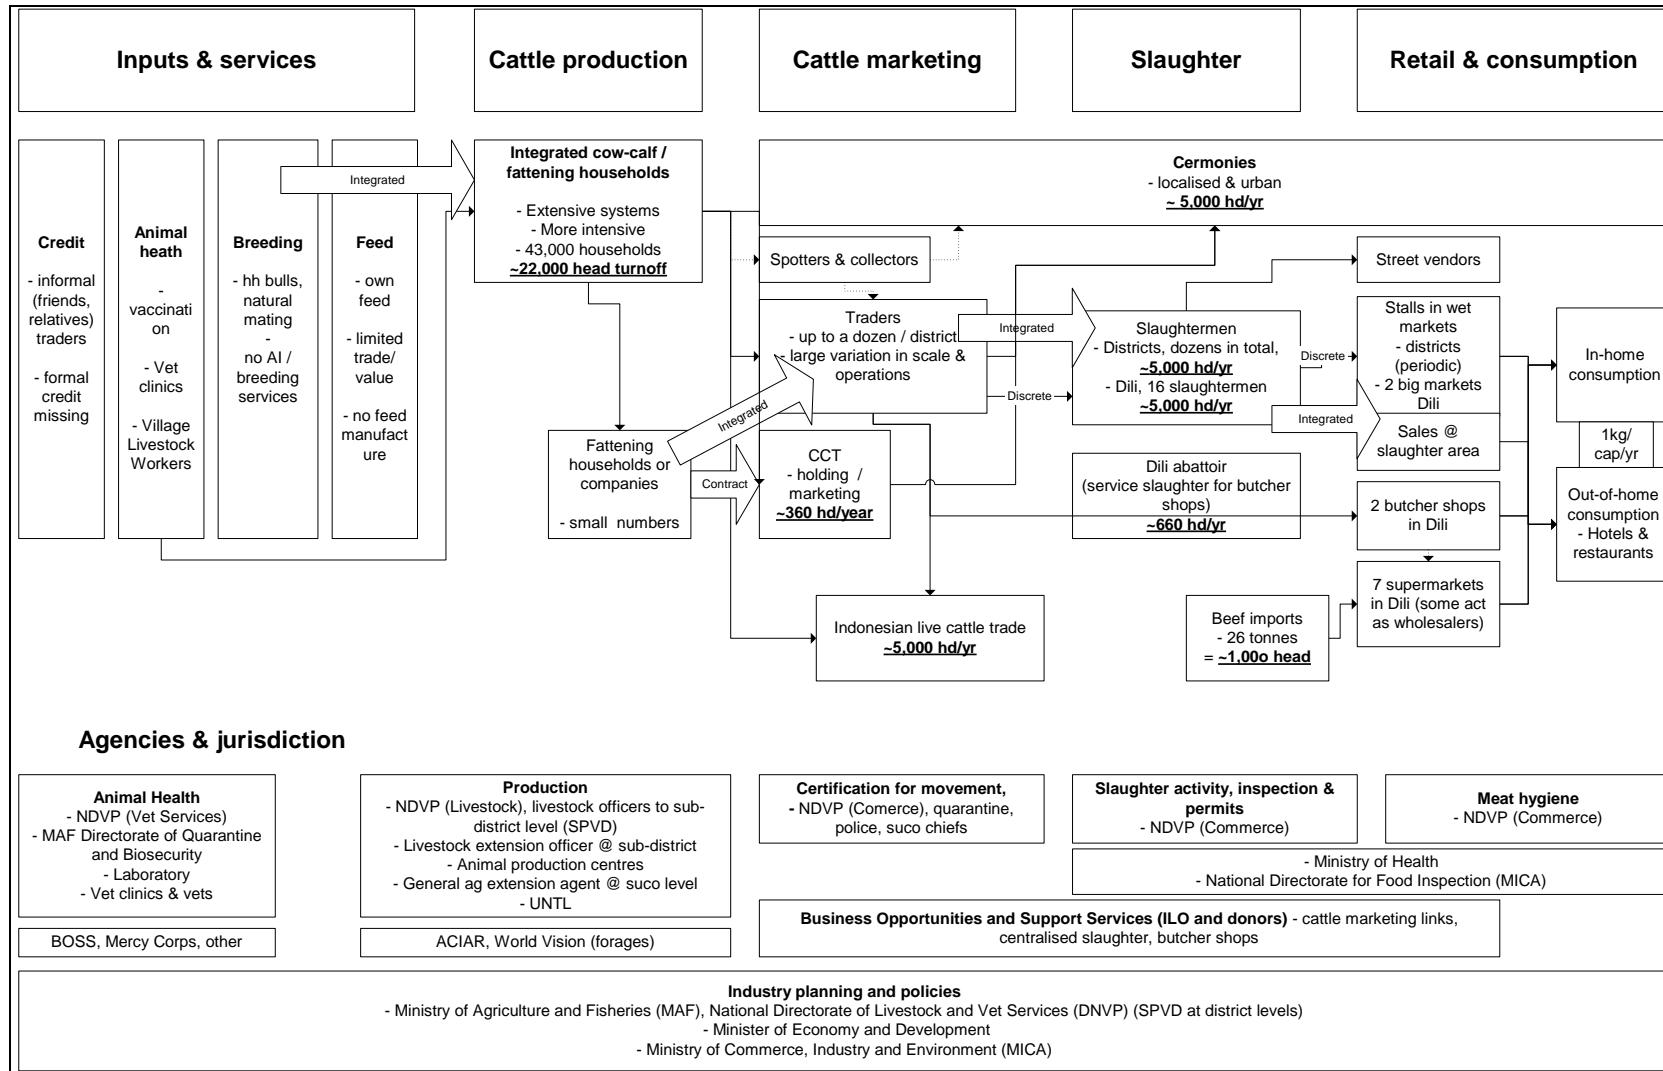 Inputs & services
Cattle production
Cattle marketing
Slaughter
Retail & consumption
Credit
- informal
(friends,
relatives)
traders
- formal
credit
missing
Animal
heath
-
vaccinati
on
- Vet
clinics
- Village
Livestock
Workers
Breeding
- hh bulls,
natural
mating
-
no AI /
breeding
services
Feed
- own
feed
- limited
trade/
value
- no feed
manufact
ure
Integrated
Integrated cow-calf /
fattening households
- Extensive systems
- More intensive
- 43,000 households
~22,000 head turnoff
Fattening
households or
companies
- small numbers
Integrated
Contract
Cermonies
- localised & urban
~ 5,000 hd/yr
Spotters & collectors
Traders
- up to a dozen / district
- large variation in scale &
operations
CCT
- holding /
marketing
~360 hd/year
Indonesian live cattle trade
~5,000 hd/yr
Integrated
Discrete
Slaughtermen
- Districts, dozens in total,
~5,000 hd/yr
- Dili, 16 slaughtermen
~5,000 hd/yr
Dili abattoir
(service slaughter for butcher
shops)
~660 hd/yr
Beef imports
- 26 tonnes
= ~1,00o head
Discrete
Integrated
Street vendors
Stalls in wet
markets
- districts
(periodic)
- 2 big markets
Dili
Sales @
slaughter area
2 butcher shops
in Dili
7 supermarkets
in Dili (some act
as wholesalers)
In-home
consumption
1kg/
cap/yr
Out-of-home
consumption
- Hotels &
restaurants
Agencies & jurisdiction
Animal Health
- NDVP (Vet Services)
- MAF Directorate of Quarantine
and Biosecurity
- Laboratory
- Vet clinics & vets
BOSS, Mercy Corps, other
Production
- NDVP (Livestock), livestock officers to sub-
district level (SPVD)
- Livestock extension officer @ sub-district
- Animal production centres
- General ag extension agent @ suco level
- UNTL
ACIAR, World Vision (forages)
Certification for movement,
- NDVP (Comerce), quarantine,
police, suco chiefs
Slaughter activity, inspection &
permits
- NDVP (Commerce)
Meat hygiene
- NDVP (Commerce)
- Ministry of Health
- National Directorate for Food Inspection (MICA)
Business Opportunities and Support Services (ILO and donors) - cattle marketing links,
centralised slaughter, butcher shops
Industry planning and policies
- Ministry of Agriculture and Fisheries (MAF), National Directorate of Livestock and Vet Services (DNVP) (SPVD at district levels)
- Minister of Economy and Development
- Ministry of Commerce, Industry and Environment (MICA)